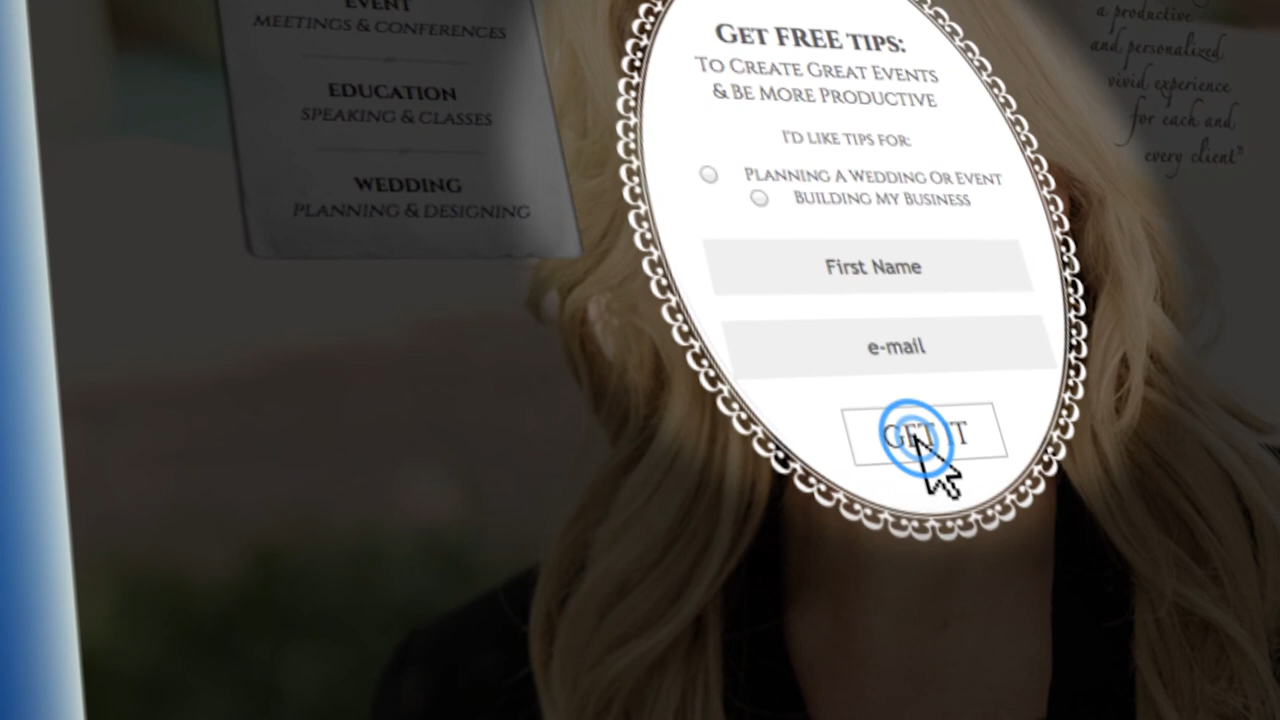 EVENT
MEETINGS & CONFERENCES
EDUCATION
SPEAKING & CLASSES
WEDDING
PLANNING & DESIGNING
GET FREE TIPS:
TO CREATE GREAT EVENTS
& BE MORE PRODUCTIVE
I'D LIKE TIPS FOR:
PLANNING A WEDDING OR EVENT
BUILDING MY BUSINESS
First Name
e-mail
GET IT
a productive
and personalized
vivid experience
for each and
every client"